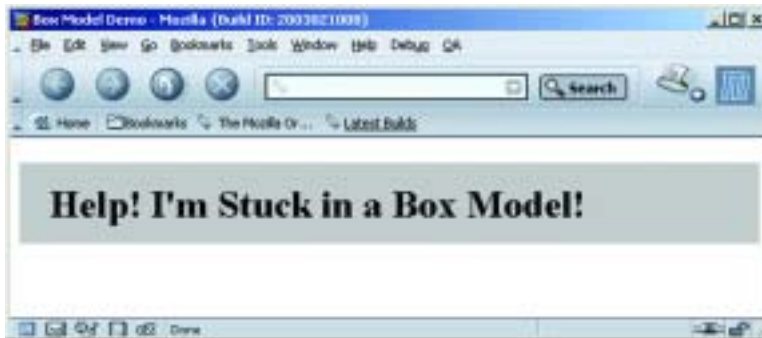 Box Model Demo - Mozilla {Build ID: 2003021008}
File Edit View Go Bookmarks Tools Window Help Debug QA
Search
Home Bookmarks The Mozilla Or... Latest Builds
Help! I'm Stuck in a Box Model!
Done